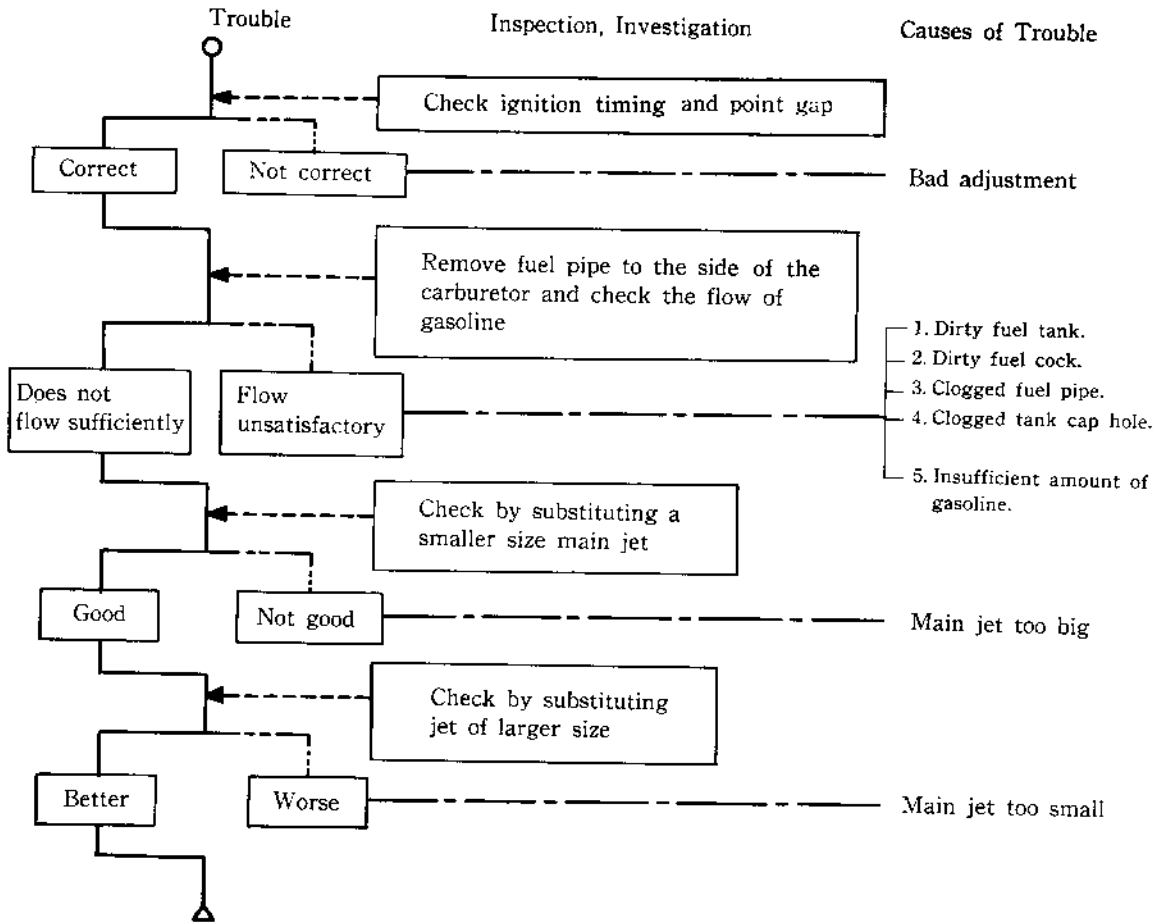 Trouble
Inspection, Investigation
Causes of Trouble
Check ignition timing and point gap
Correct
Not correct
Bad adjustment
Remove fuel pipe to the side of the
carburetor and check the flow of
gasoline
1. Dirty fuel tank.
2. Dirty fuel cock.
3. Clogged fuel pipe.
4. Clogged tank cap hole.
5. Insufficient amount of
gasoline.
Does not
flow sufficiently
Flow
unsatisfactory
Check by substituting a
smaller size main jet
Good
Not good
Main jet too big
Check by substituting
jet of larger size
Better
Worse
Main jet too small